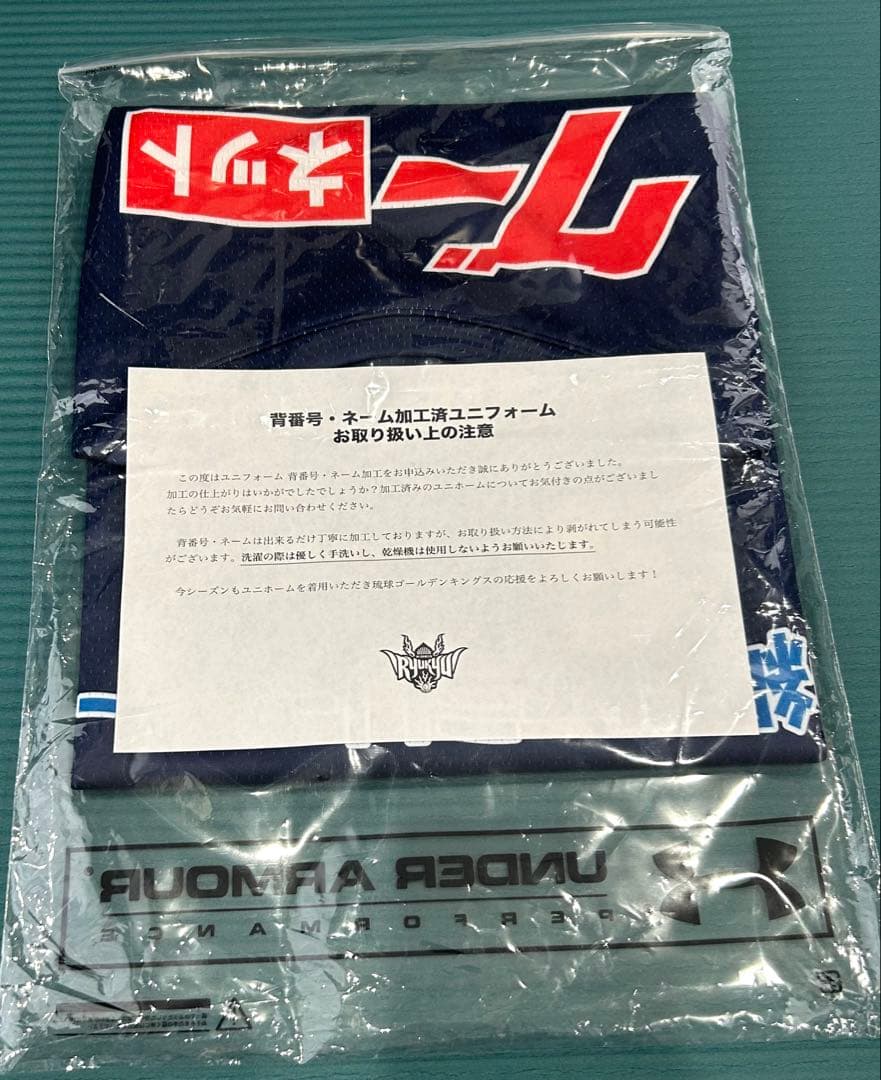 グー
ネット
背番号・ネーム加工済ユニフォーム
お取り扱い上の注意
この度はユニフォーム 背番号・ネーム加工をお申込みいただき誠にありがとうございました。
加工の仕上がりはいかがでしたでしょうか？加工済みのユニホームについてお気付きの点がございまし
たらどうぞお気軽にお問い合わせください。
背番号・ネームは出来るだけ丁寧に加工しておりますが、お取り扱い方法により剥がれてしまう可能性
がございます。洗濯の際は優しく手洗いし、乾燥機は使用しないようお願いいたします。
今シーズンもユニホームを着用いただき琉球ゴールデンキングスの応援をよろしくお願いします！
RYUKYU
UNDER ARMOUR
PERFORMANCE